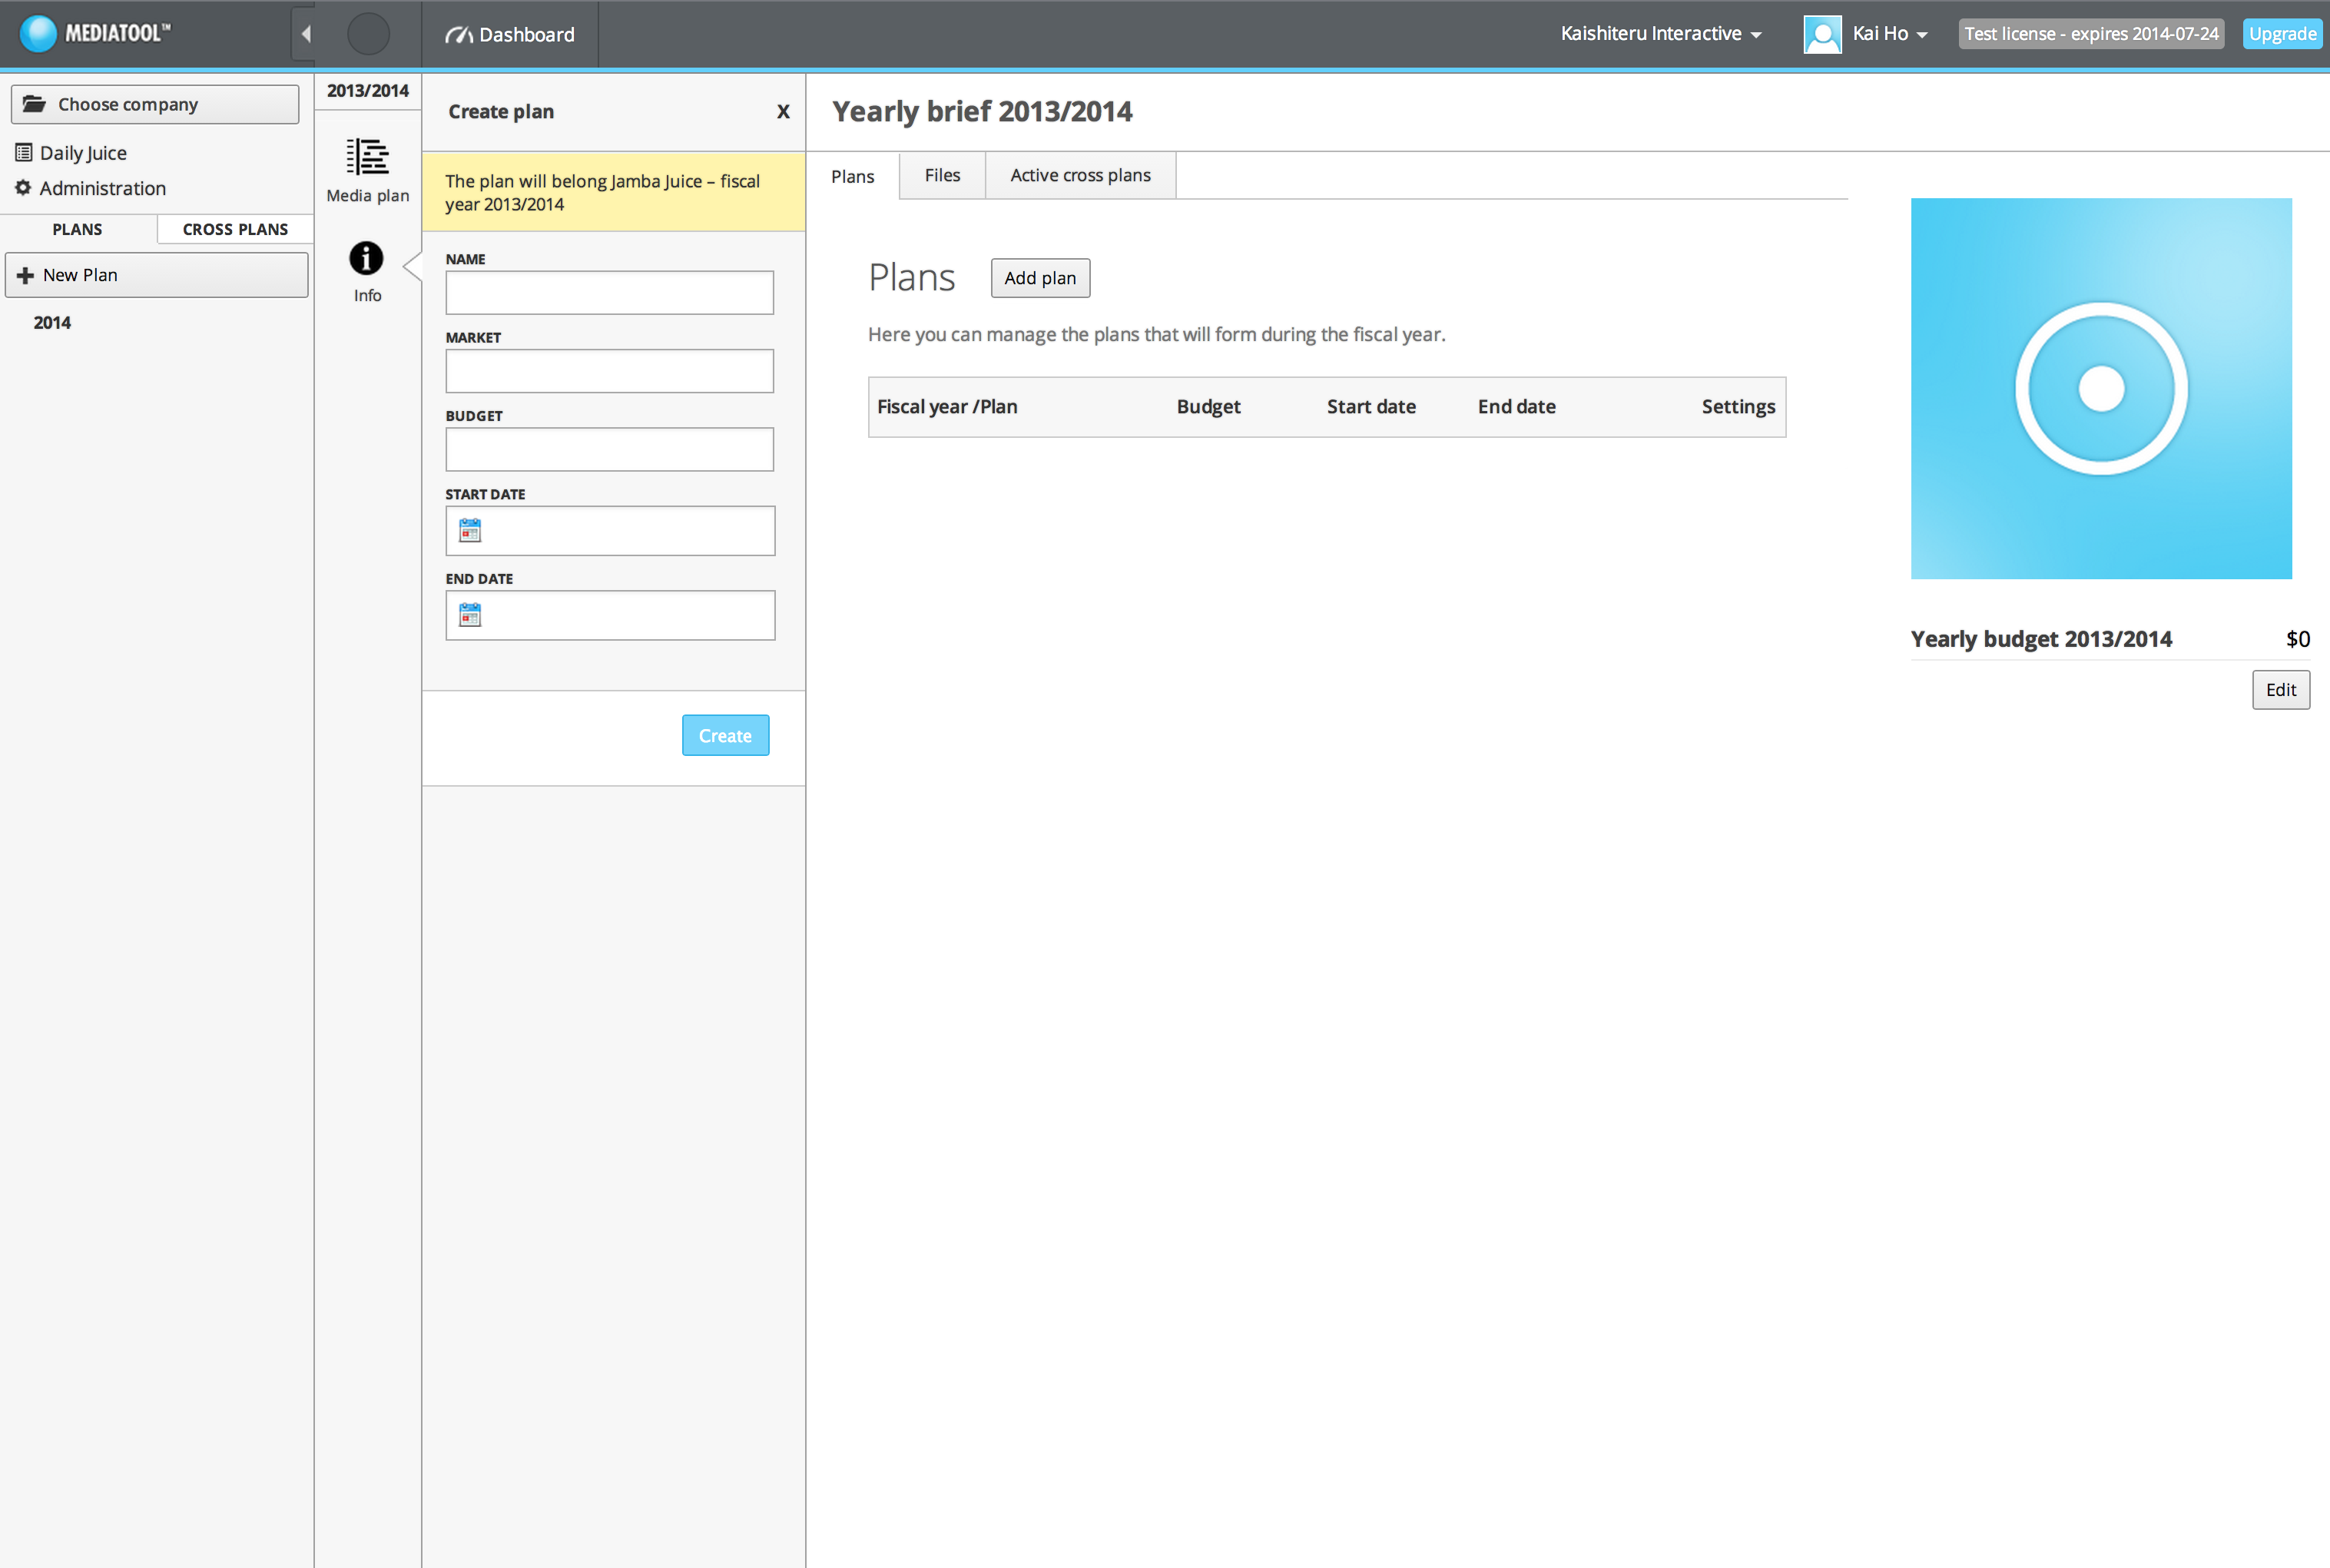 MEDIATOOL™
Dashboard
Kaishiteru Interactive
Kai Ho
Test license - expires 2014-07-24
Upgrade
Choose company
Daily Juice
Administration
PLANS
CROSS PLANS
New Plan
2014
2013/2014
Media plan
Info
Create plan
X
The plan will belong Jamba Juice – fiscal
year 2013/2014
NAME
MARKET
BUDGET
START DATE
END DATE
Create
Yearly brief 2013/2014
Plans
Files
Active cross plans
Plans
Add plan
Here you can manage the plans that will form during the fiscal year.
Fiscal year /Plan Budget Start date End date Settings
Yearly budget 2013/2014 $0
Edit